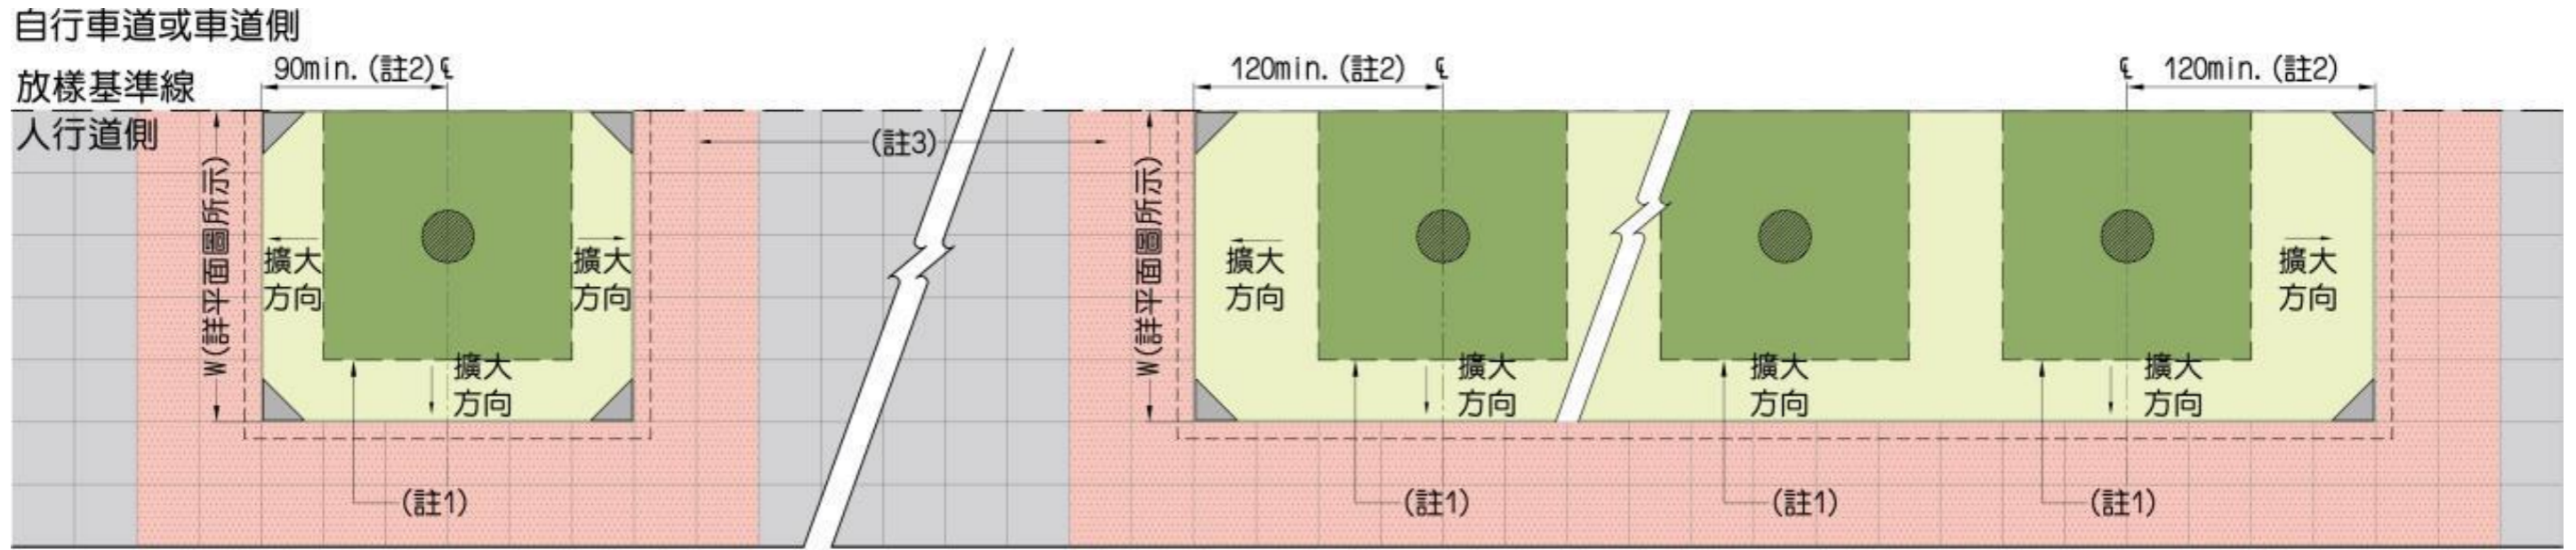 自行車道或車道側
放樣基準線
人行道側
90min.(註2)℄
W(詳平面圖所示)
擴大
方向
擴大
方向
擴大
方向
(註1)
(註3)
120min.(註2) ℄
W(詳平面圖所示)
擴大
方向
擴大
方向
(註1)
擴大
方向
(註1)
℄ 120min.(註2)
擴大
方向
擴大
方向
(註1)